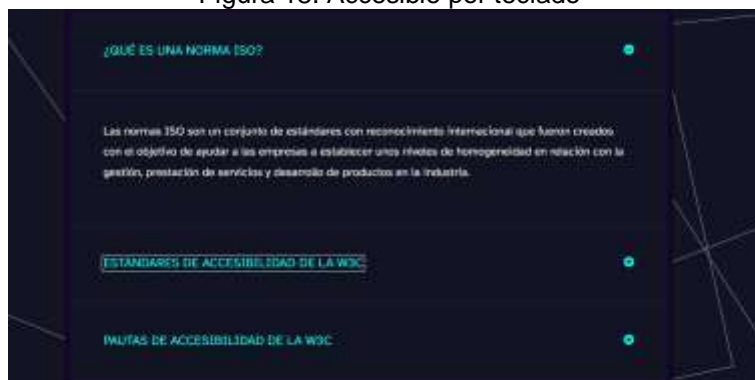 Figura 13. Accesible por teclado
¿QUÉ ES UNA NORMA ISO?
Las normas ISO son un conjunto de estándares con reconocimiento internacional que fueron creados
con el objetivo de ayudar a las empresas a establecer unos niveles de homogeneidad en relación con la
gestión, prestación de servicios y desarrollo de productos en la industria.
ESTÁNDARES DE ACCESIBILIDAD DE LA W3C
PAUTAS DE ACCESIBILIDAD DE LA W3C